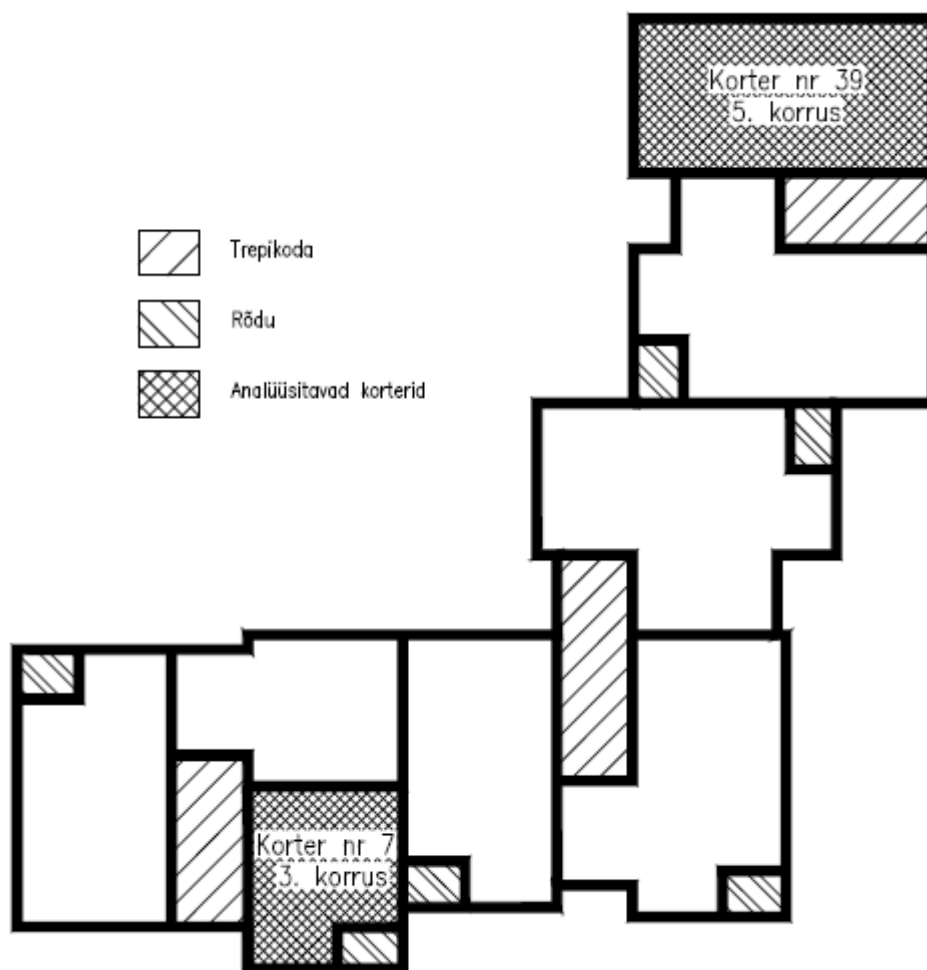 Korter nr 39
5. korrus
Trepikoda
Rõdu
Analüüsitavad korterid
Korter nr 7
3. korrus